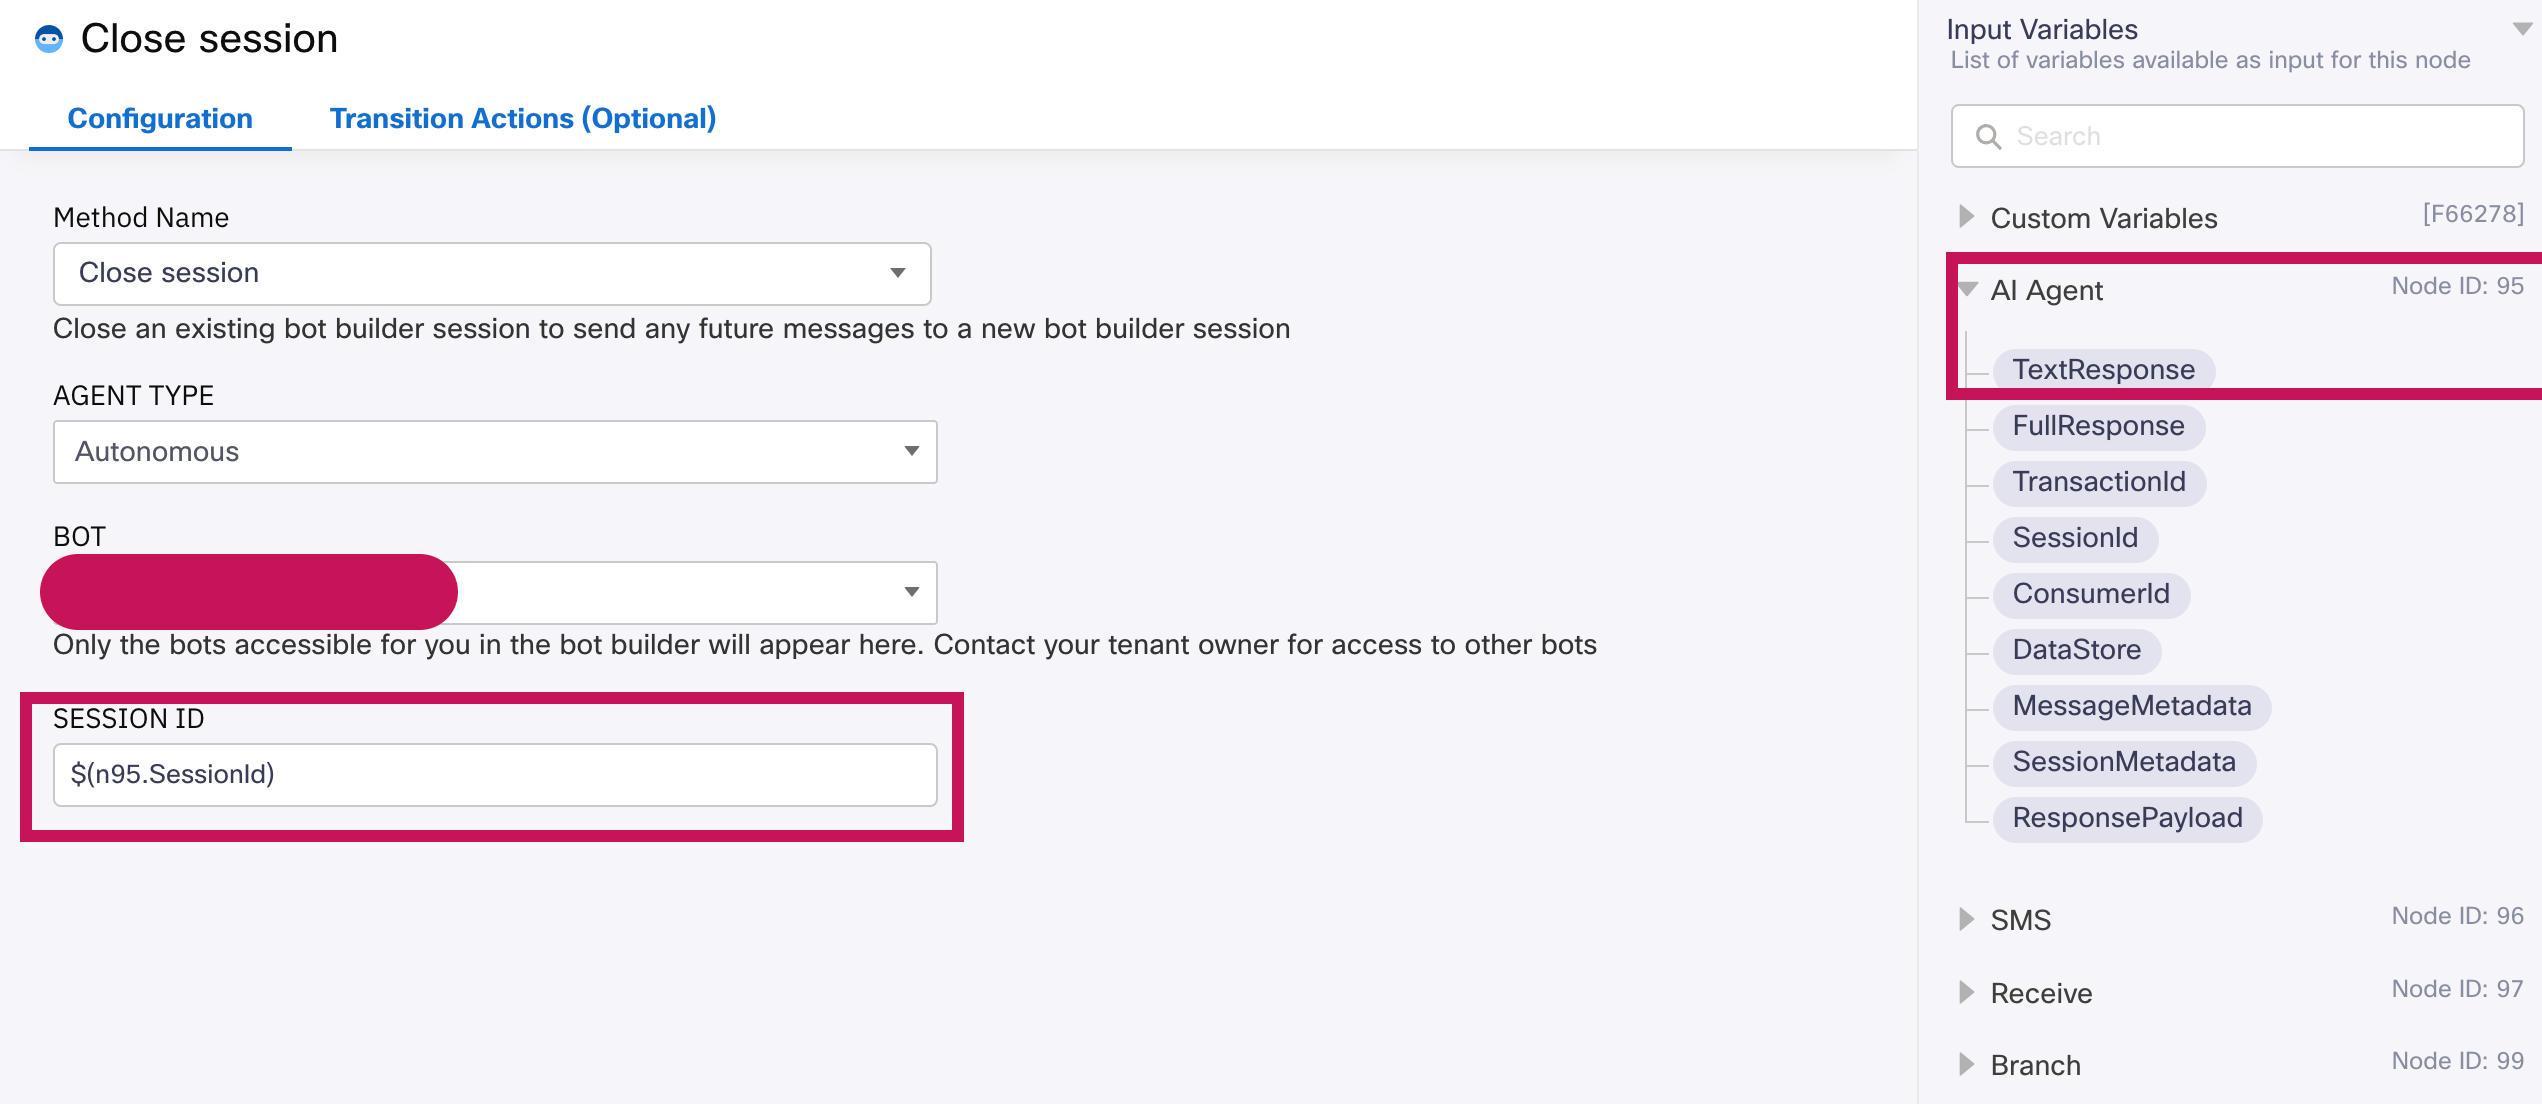 Close session
Configuration
Transition Actions (Optional)
Method Name
Close session
Close an existing bot builder session to send any future messages to a new bot builder session
AGENT TYPE
Autonomous
BOT
Only the bots accessible for you in the bot builder will appear here. Contact your tenant owner for access to other bots
SESSION ID
$(n95.SessionId)
Input Variables
List of variables available as input for this node
Search
Custom Variables [F66278]
AI Agent Node ID: 95
TextResponse
FullResponse
TransactionId
SessionId
ConsumerId
DataStore
MessageMetadata
SessionMetadata
ResponsePayload
SMS Node ID: 96
Receive Node ID: 97
Branch Node ID: 99